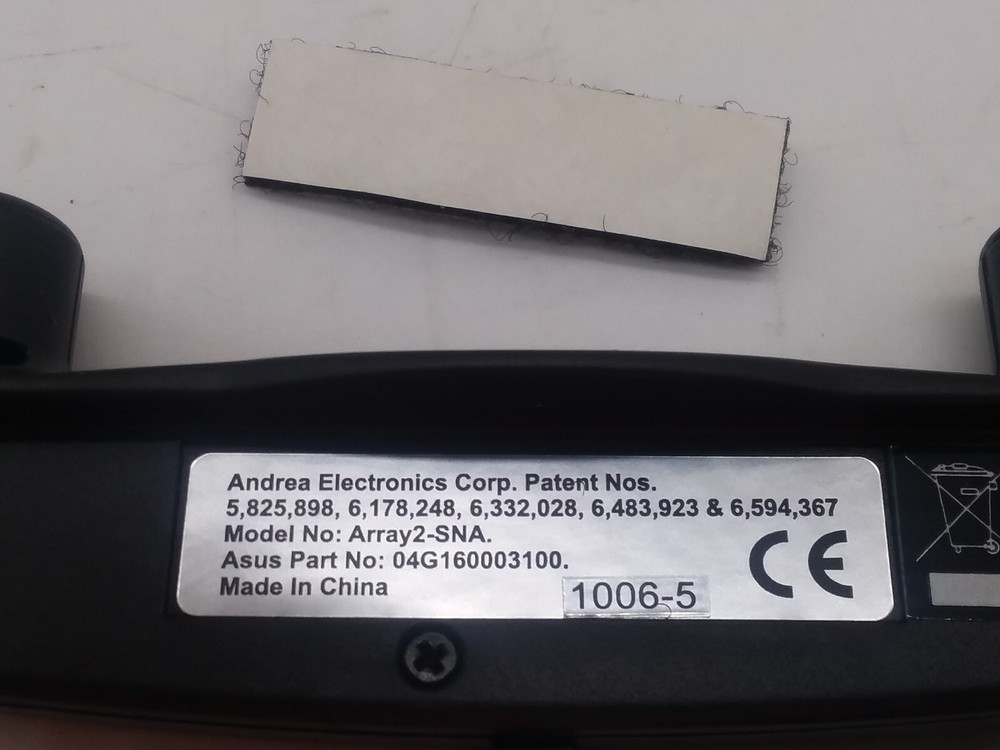 Andrea Electronics Corp. Patent Nos.
5,825,898, 6,178,248, 6,332,028, 6,483,923 & 6,594,367
Model No: Array2-SNA.
Asus Part No: 04G160003100.
Made In China
1006-5
CE